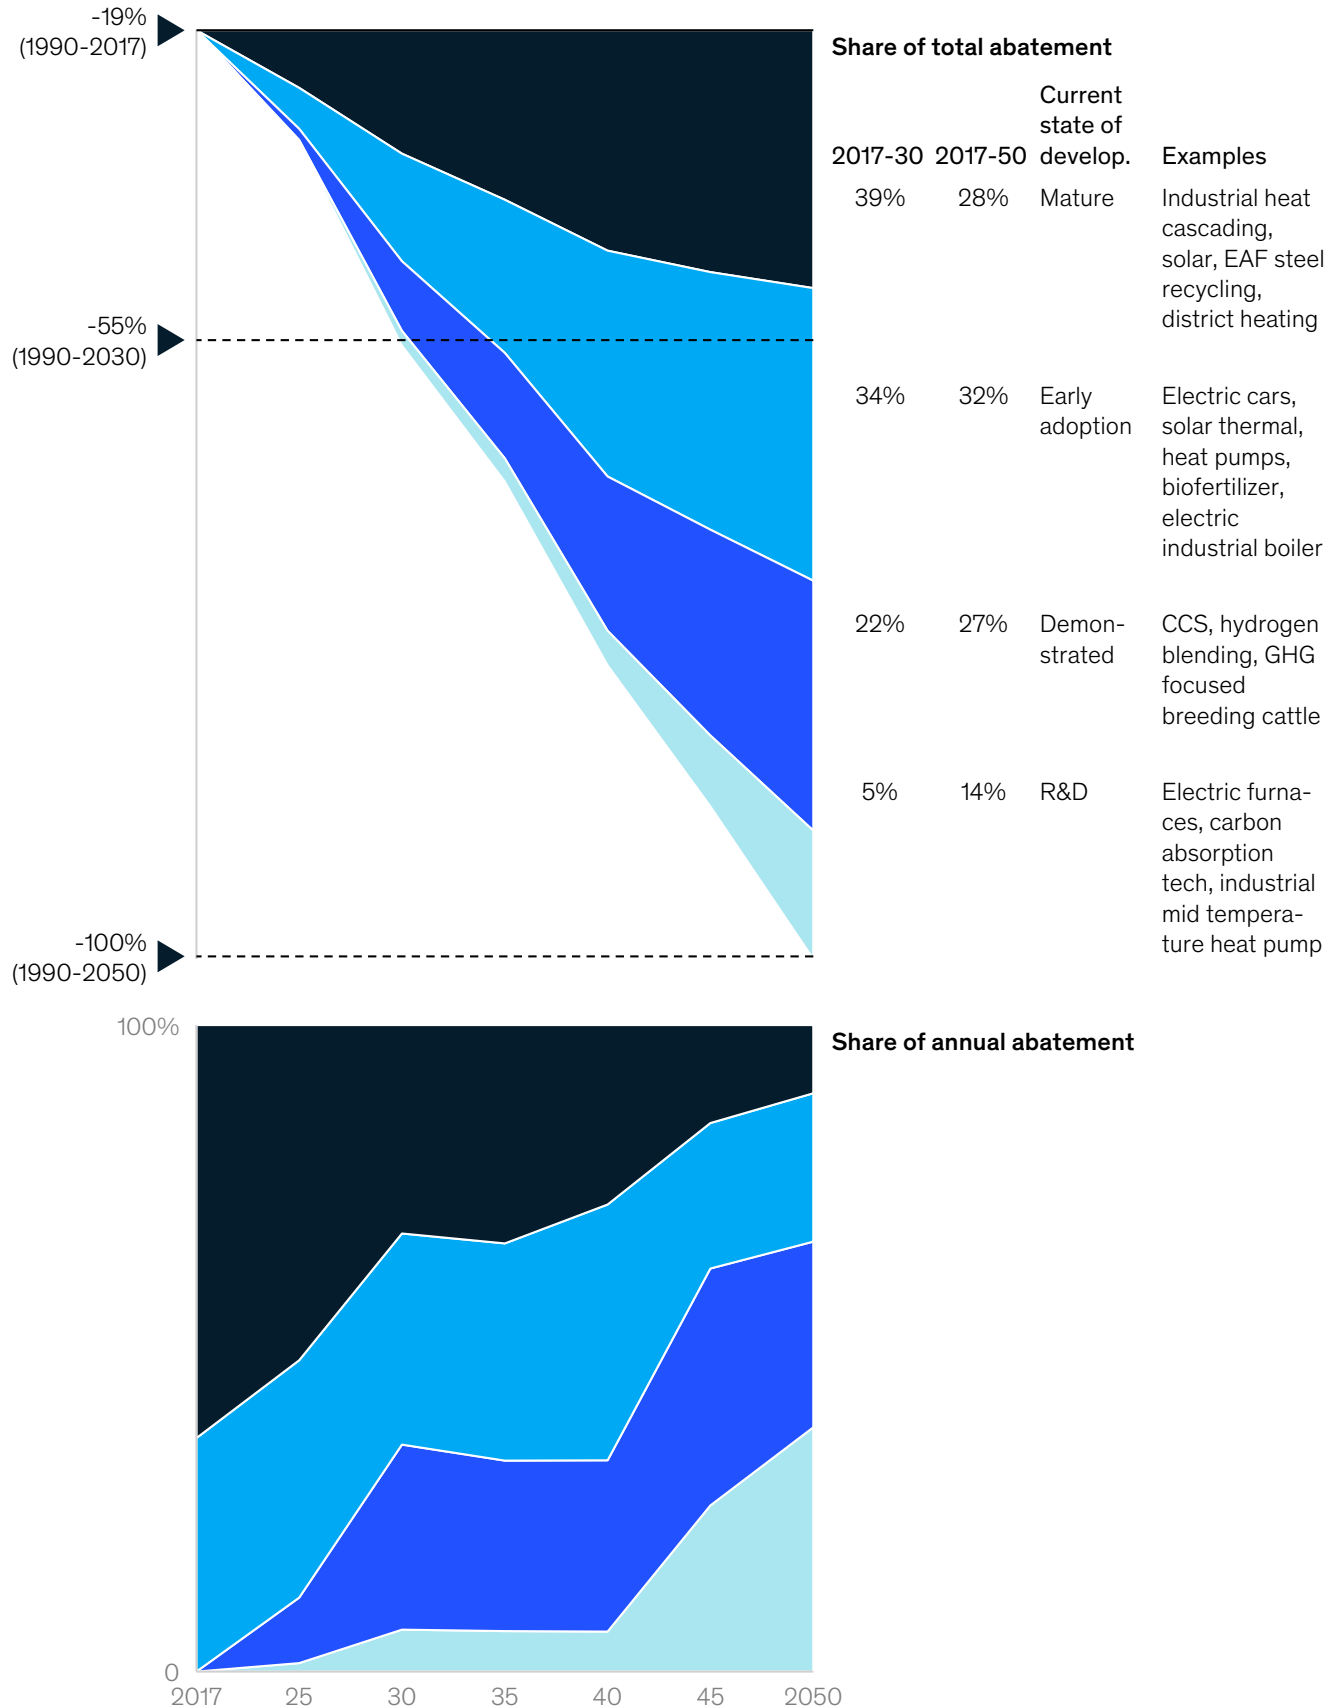 -19%
(1990-2017)
Share of total abatement
Current
state of
2017-30 2017-50 develop. Examples
39% 28% Mature Industrial heat
cascading,
solar, EAF steel
recycling,
district heating
-55%
(1990-2030)
34% 32% Early Electric cars,
adoption solar thermal,
heat pumps,
biofertilizer,
electric
industrial boiler
22% 27% Demon- CCS, hydrogen
strated blending, GHG
focused
breeding cattle
5% 14% R&D Electric furna-
ces, carbon
absorption
tech, industrial
mid tempera-
ture heat pump
-100%
(1990-2050)
100%
Share of annual abatement
0
2017 25 30 35 40 45 2050